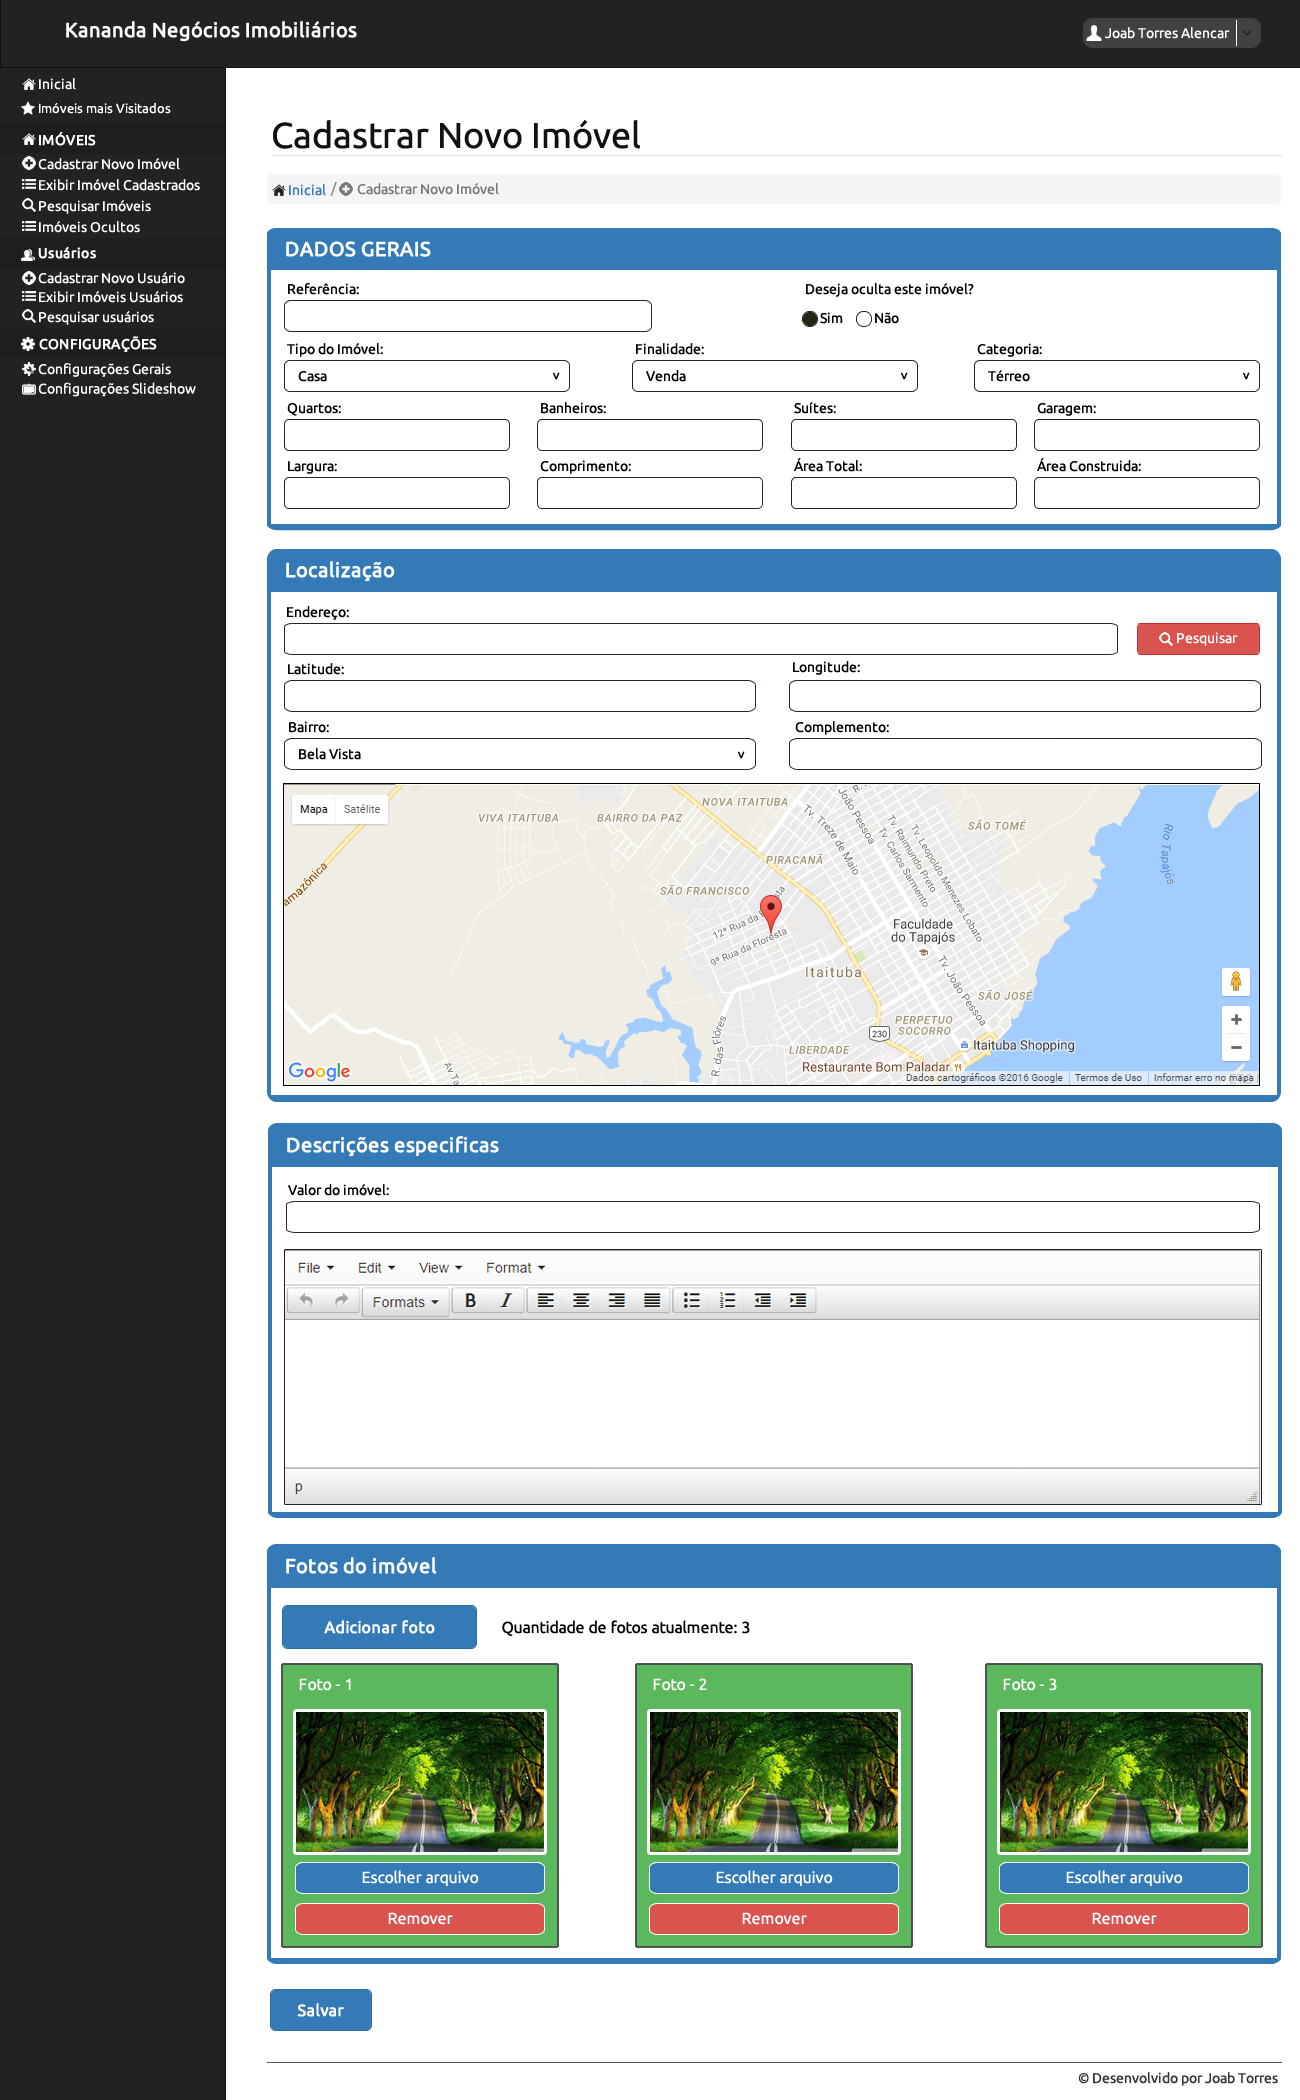 Kananda Negócios Imobiliários
Joab Torres Alencar
Inicial
Imóveis mais Visitados
IMÓVEIS
Cadastrar Novo Imóvel
Exibir Imóvel Cadastrados
Pesquisar Imóveis
Imóveis Ocultos
Usuários
Cadastrar Novo Usuário
Exibir Imóveis Usuários
Pesquisar usuários
CONFIGURAÇÕES
Configurações Gerais
Configurações Slideshow
Cadastrar Novo Imóvel
Inicial / Cadastrar Novo Imóvel
DADOS GERAIS
Referência:
Deseja oculta este imóvel?
Sim Não
Tipo do Imóvel: Finalidade: Categoria:
Casa Venda Térreo
Quartos: Banheiros: Suítes: Garagem:
Largura: Comprimento: Área Total: Área Construida:
Localização
Endereço:
Pesquisar
Latitude: Longitude:
Bairro: Complemento:
Bela Vista
Mapa Satélite
NOVA ITAITUBA
VIVA ITAITUBA
BAIRRO DA PAZ
SÃO TOMÉ
PIRACANÃ
SÃO FRANCISCO
amazónica
R. João Pessoa
Tv. Treze de Maio
Tv. Raimundo Preto
Tv. Carlos Sarmento
Tv. Leopoldo Menezes Lobato
Rio Tapajós
12ª Rua da
9ª Rua da Floresta
Faculdade
do Tapajós
Itaituba
Tv. João Pessoa
SÃO JOSÉ
PERPETUO
SOCORRO
230
LIBERDADE
R. das Flôres
Itaituba Shopping
Restaurante Bom Paladar
Av Ta
Google
Dados cartográficos ©2016 Google Termos de Uso Informar erro no mapa
Descrições especificas
Valor do imóvel:
File Edit View Format
Formats B I
p
Fotos do imóvel
Adicionar foto
Quantidade de fotos atualmente: 3
Foto - 1 Foto - 2 Foto - 3
Escolher arquivo Escolher arquivo Escolher arquivo
Remover Remover Remover
Salvar
© Desenvolvido por Joab Torres